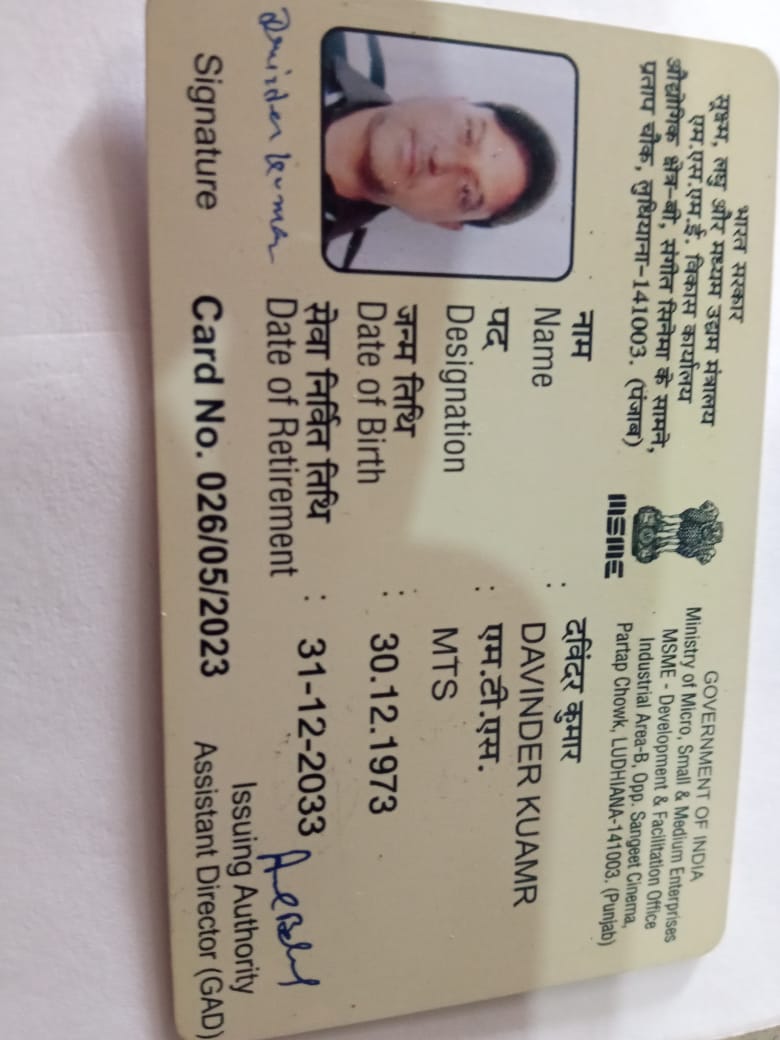 भारत सरकार
सूक्ष्म, लघु और मध्यम उद्यम मंत्रालय
एम.एस.एम.ई. विकास कार्यालय
औद्योगिक क्षेत्र-बी, संगीत सिनेमा के सामने,
प्रताप चौक, लुधियाना-141003. (पंजाब)
MSME
GOVERNMENT OF INDIA
Ministry of Micro, Small & Medium Enterprises
MSME - Development & Facilitation Office
Industrial Area-B, Opp. Sangeet Cinema,
Partap Chowk, LUDHIANA-141003. (Punjab)
नाम : दविंदर कुमार
Name DAVINDER KUAMR
पद : एम.टी.एस.
Designation MTS
जन्म तिथि
Date of Birth : 30.12.1973
सेवा निर्वित तिथि
Date of Retirement : 31-12-2033
Davinder kumar
Signature
Card No. 026/05/2023
Issuing Authority
Assistant Director (GAD)